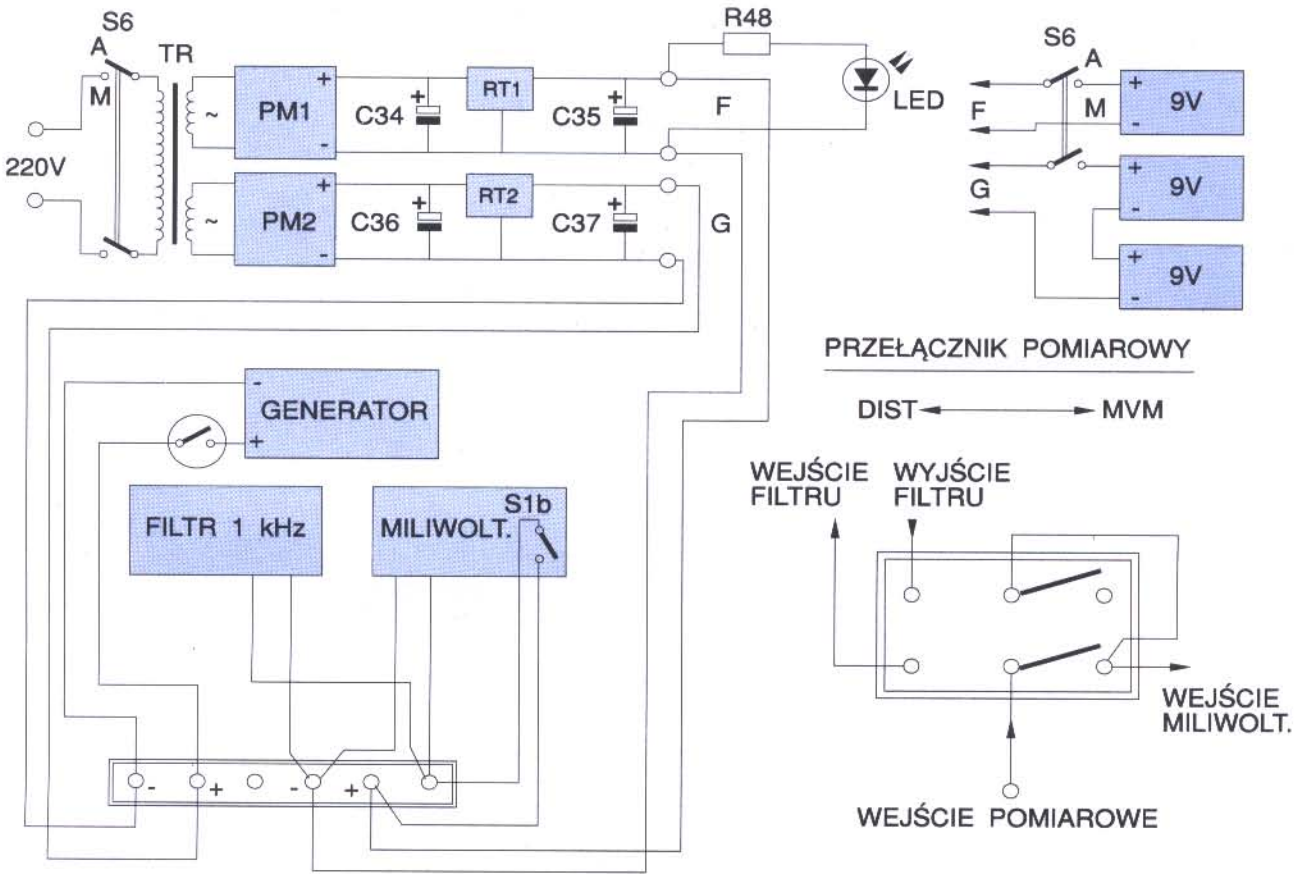 S6
A
M
TR
220V
~
PM1
+
-
C34
+
RT1
C35
+
F
R48
LED
~
PM2
+
-
C36
+
RT2
C37
+
G
S6
A
M
F
G
+
-
9V
+
-
9V
+
-
9V
PRZEŁĄCZNIK POMIAROWY
DIST MVM
-
GENERATOR
+
FILTR 1 kHz
MILIWOLT.
S1b
WEJŚCIE
FILTRU
WYJŚCIE
FILTRU
WEJŚCIE
MILIWOLT.
WEJŚCIE POMIAROWE
- + - +